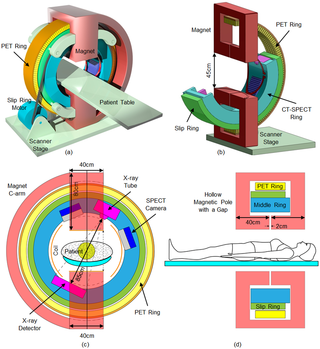 PET Ring
Magnet
Slip Ring
Motor
Patient Table
Scanner
Stage
(a)
Magnet
PET Ring
45cm
CT-SPECT
Ring
Slip Ring
Scanner
Stage
(b)
Magnet
C-arm
40cm
X-ray
Tube
SPECT
Camera
60cm
Coil
Patient
85cm
X-ray
Detector
40cm
PET Ring
(c)
Hollow
Magnetic Pole
with a Gap
PET Ring
Middle Ring
40cm
2cm
Slip Ring
(d)